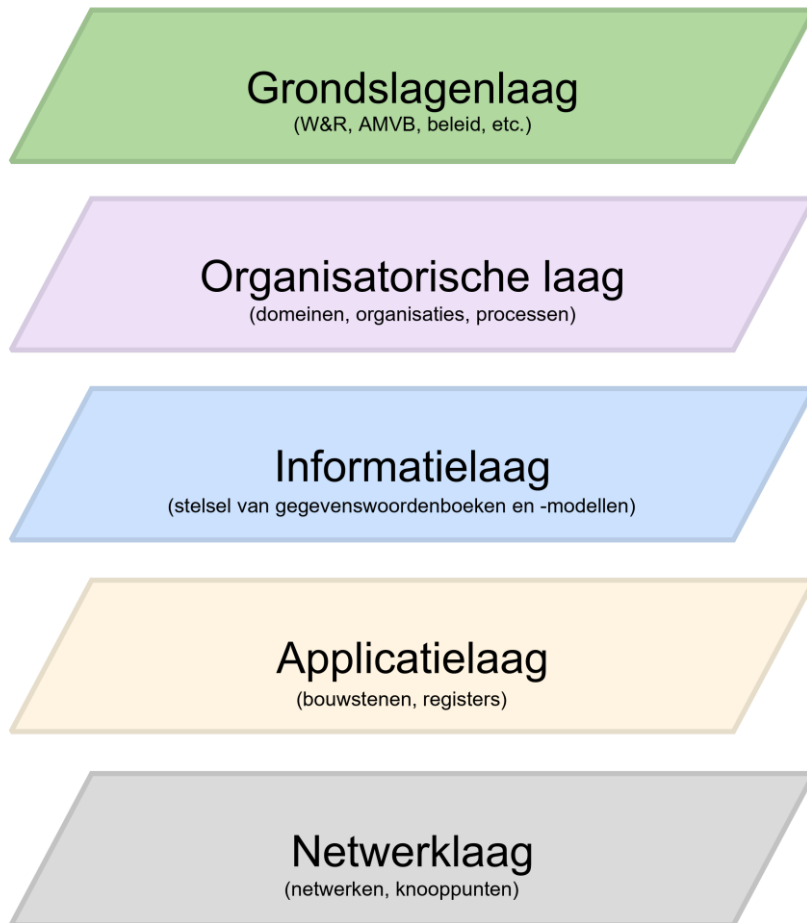 Grondslagenlaag
(W&R, AMVB, beleid, etc.)
Organisatorische laag
(domeinen, organisaties, processen)
Informatielaag
(stelsel van gegevenswoordenboeken en -modellen)
Applicatielaag
(bouwstenen, registers)
Netwerklaag
(netwerken, knooppunten)